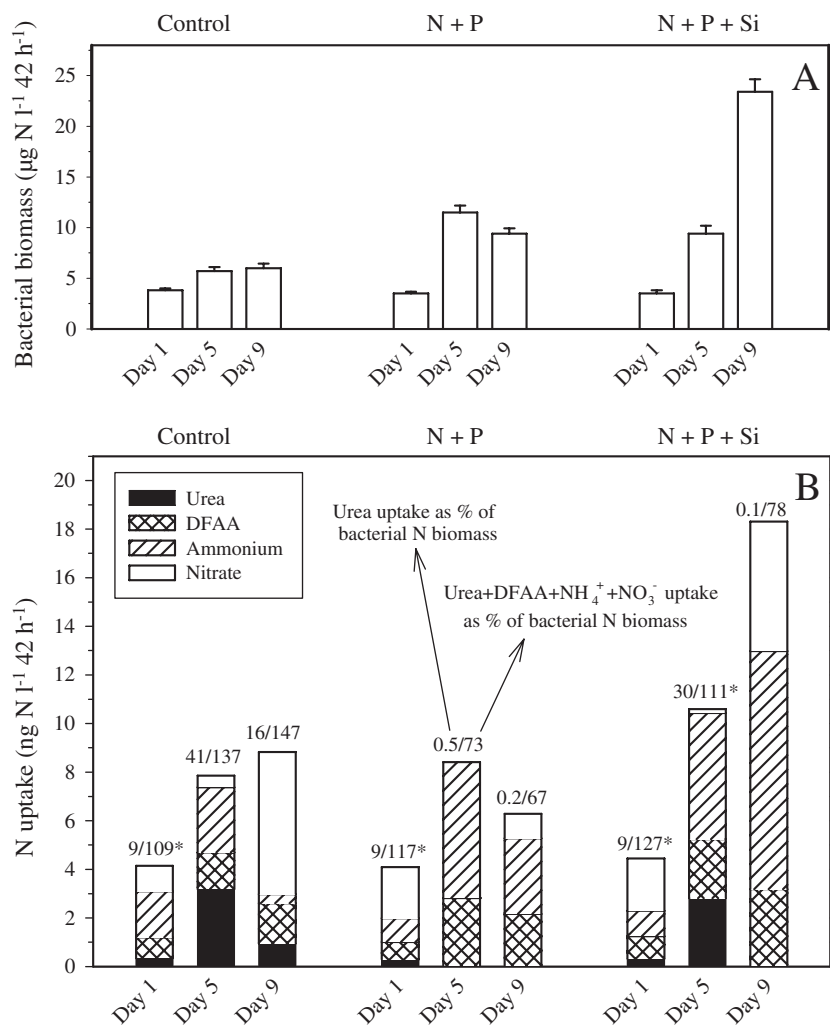 Control N + P N + P + Si
A
Bacterial biomass (µg N l-1 42 h-1)
25
20
15
10
5
0
Day 1 Day 5 Day 9 Day 1 Day 5 Day 9 Day 1 Day 5 Day 9
Control N + P N + P + Si
B
N uptake (ng N l-1 42 h-1)
20
18
16
14
12
10
8
6
4
2
0
Urea
DFAA
Ammonium
Nitrate
Urea uptake as % of
bacterial N biomass
Urea+DFAA+NH4++NO3- uptake
as % of bacterial N biomass
9/109* 41/137 16/147 9/117* 0.5/73 0.2/67 9/127* 30/111* 0.1/78
Day 1 Day 5 Day 9 Day 1 Day 5 Day 9 Day 1 Day 5 Day 9